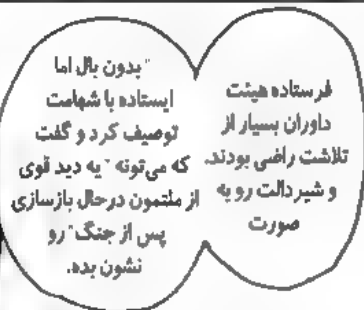 فرستاده هیئت
داوران بسیار از
تلاشت راضی بودند.
و شیردالت رو به
صورت
"بدون بال اما
ایستاده با شهامت
توصیف کرد و گفت
که می‌تونه "یه دید قوی
از ملتمون درحال بازسازی
پس از جنگ" رو
نشون بده.